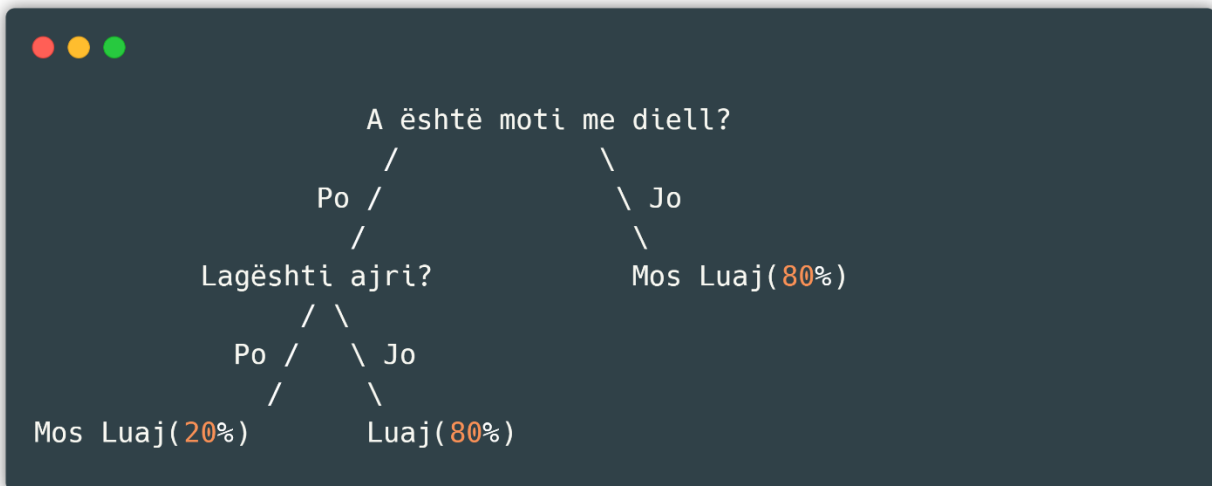 A është moti me diell?
/ \
Po / \ Jo
/ \
Lagështi ajri? Mos Luaj(80%)
/ \
Po / \ Jo
/ \
Mos Luaj(20%) Luaj(80%)